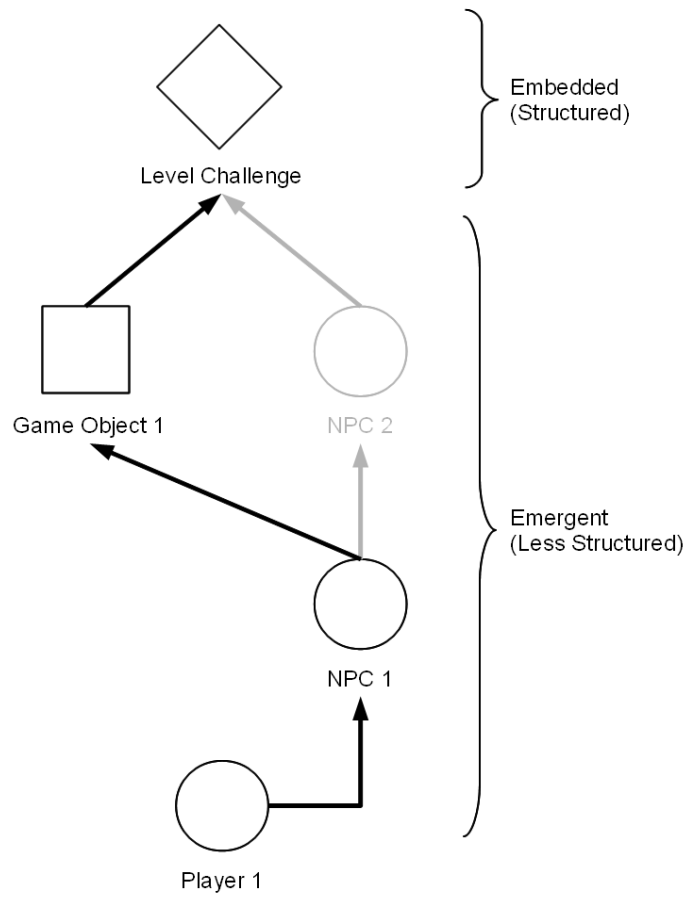 Embedded
(Structured)
Level Challenge
Game Object 1
NPC 2
Emergent
(Less Structured)
NPC 1
Player 1